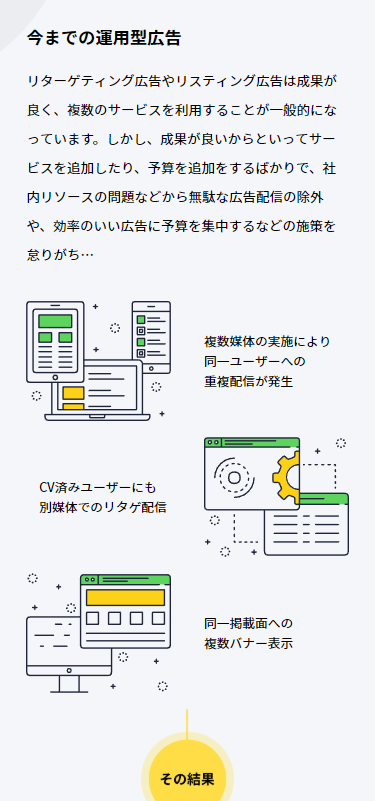 今までの運用型広告
リターゲティング広告やリスティング広告は成果が
良く、複数のサービスを利用することが一般的にな
っています。しかし、成果が良いからといってサー
ビスを追加したり、予算を追加をするばかりで、社
内リソースの問題などから無駄な広告配信の除外
や、効率のいい広告に予算を集中するなどの施策を
怠りがち…
複数媒体の実施により
同一ユーザーへの
重複配信が発生
CV済みユーザーにも
別媒体でのリタゲ配信
同一掲載面への
複数バナー表示
その結果